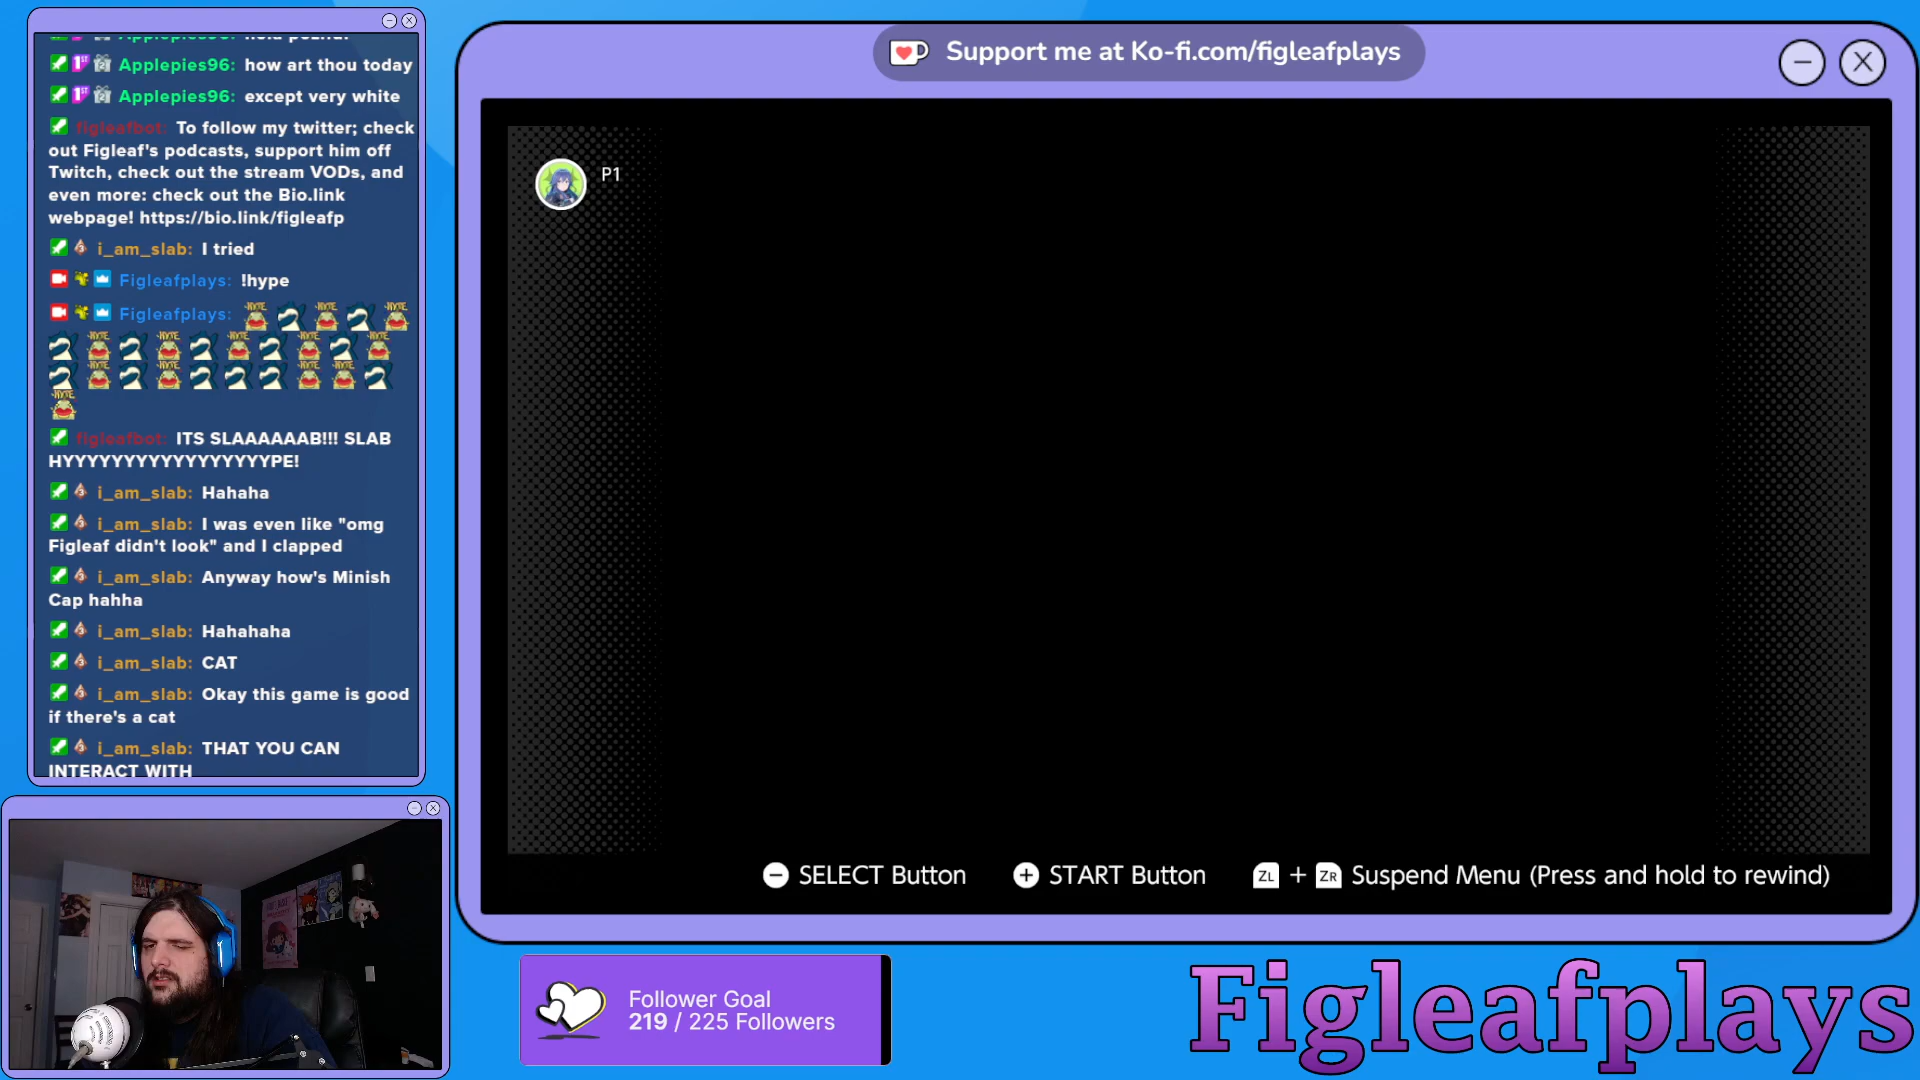 Applepies96: how art thou today
Applepies96: except very white
figleafbot: To follow my twitter; check
out Figleaf's podcasts, support him off
Twitch, check out the stream VODs, and
even more: check out the Bio.link
webpage! https://bio.link/figleafp
i_am_slab: I tried
Figleafplays: !hype
Figleafplays:
figleafbot: ITS SLAAAAAAB!!! SLAB
HYYYYYYYYYYYYYYYYYPE!
i_am_slab: Hahaha
i_am_slab: I was even like "omg
Figleaf didn't look" and I clapped
i_am_slab: Anyway how's Minish
Cap hahha
i_am_slab: Hahahaha
i_am_slab: CAT
i_am_slab: Okay this game is good
if there's a cat
i_am_slab: THAT YOU CAN
INTERACT WITH
Support me at Ko-fi.com/figleafplays
P1
SELECT Button
START Button
ZL + ZR Suspend Menu (Press and hold to rewind)
Follower Goal
219 / 225 Followers
Figleafplays